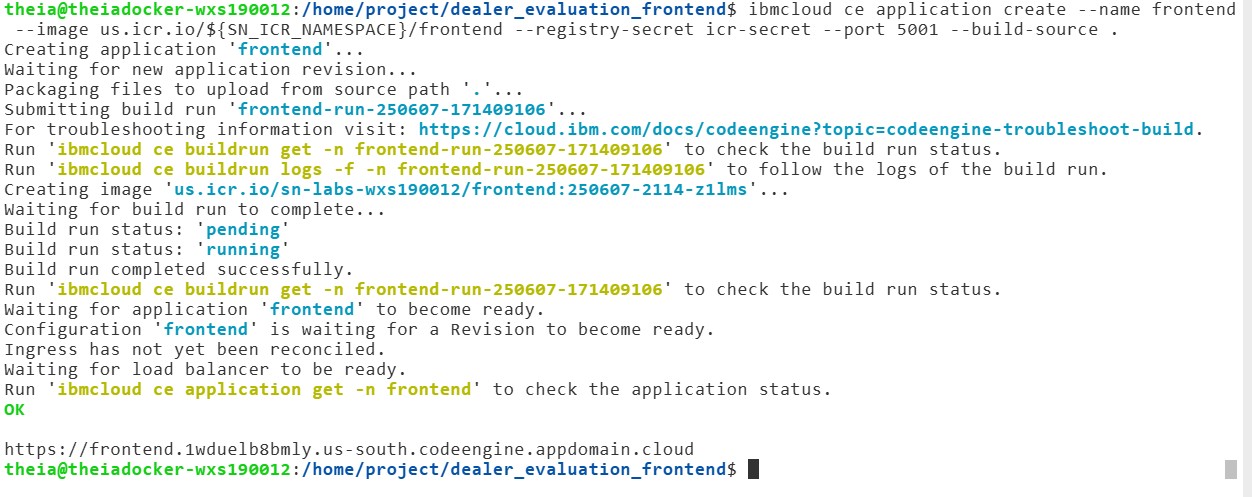 theia@theiadocker-wxs190012:/home/project/dealer_evaluation_frontend$ ibmcloud ce application create --name frontend
 --image us.icr.io/${SN_ICR_NAMESPACE}/frontend --registry-secret icr-secret --port 5001 --build-source .
Creating application 'frontend'...
Waiting for new application revision...
Packaging files to upload from source path '.'...
Submitting build run 'frontend-run-250607-171409106'...
For troubleshooting information visit: https://cloud.ibm.com/docs/codeengine?topic=codeengine-troubleshoot-build.
Run 'ibmcloud ce buildrun get -n frontend-run-250607-171409106' to check the build run status.
Run 'ibmcloud ce buildrun logs -f -n frontend-run-250607-171409106' to follow the logs of the build run.
Creating image 'us.icr.io/sn-labs-wxs190012/frontend:250607-2114-z1lms'...
Waiting for build run to complete...
Build run status: 'pending'
Build run status: 'running'
Build run completed successfully.
Run 'ibmcloud ce buildrun get -n frontend-run-250607-171409106' to check the build run status.
Waiting for application 'frontend' to become ready.
Configuration 'frontend' is waiting for a Revision to become ready.
Ingress has not yet been reconciled.
Waiting for load balancer to be ready.
Run 'ibmcloud ce application get -n frontend' to check the application status.
OK
https://frontend.1wduelb8bmly.us-south.codeengine.appdomain.cloud
theia@theiadocker-wxs190012:/home/project/dealer_evaluation_frontend$